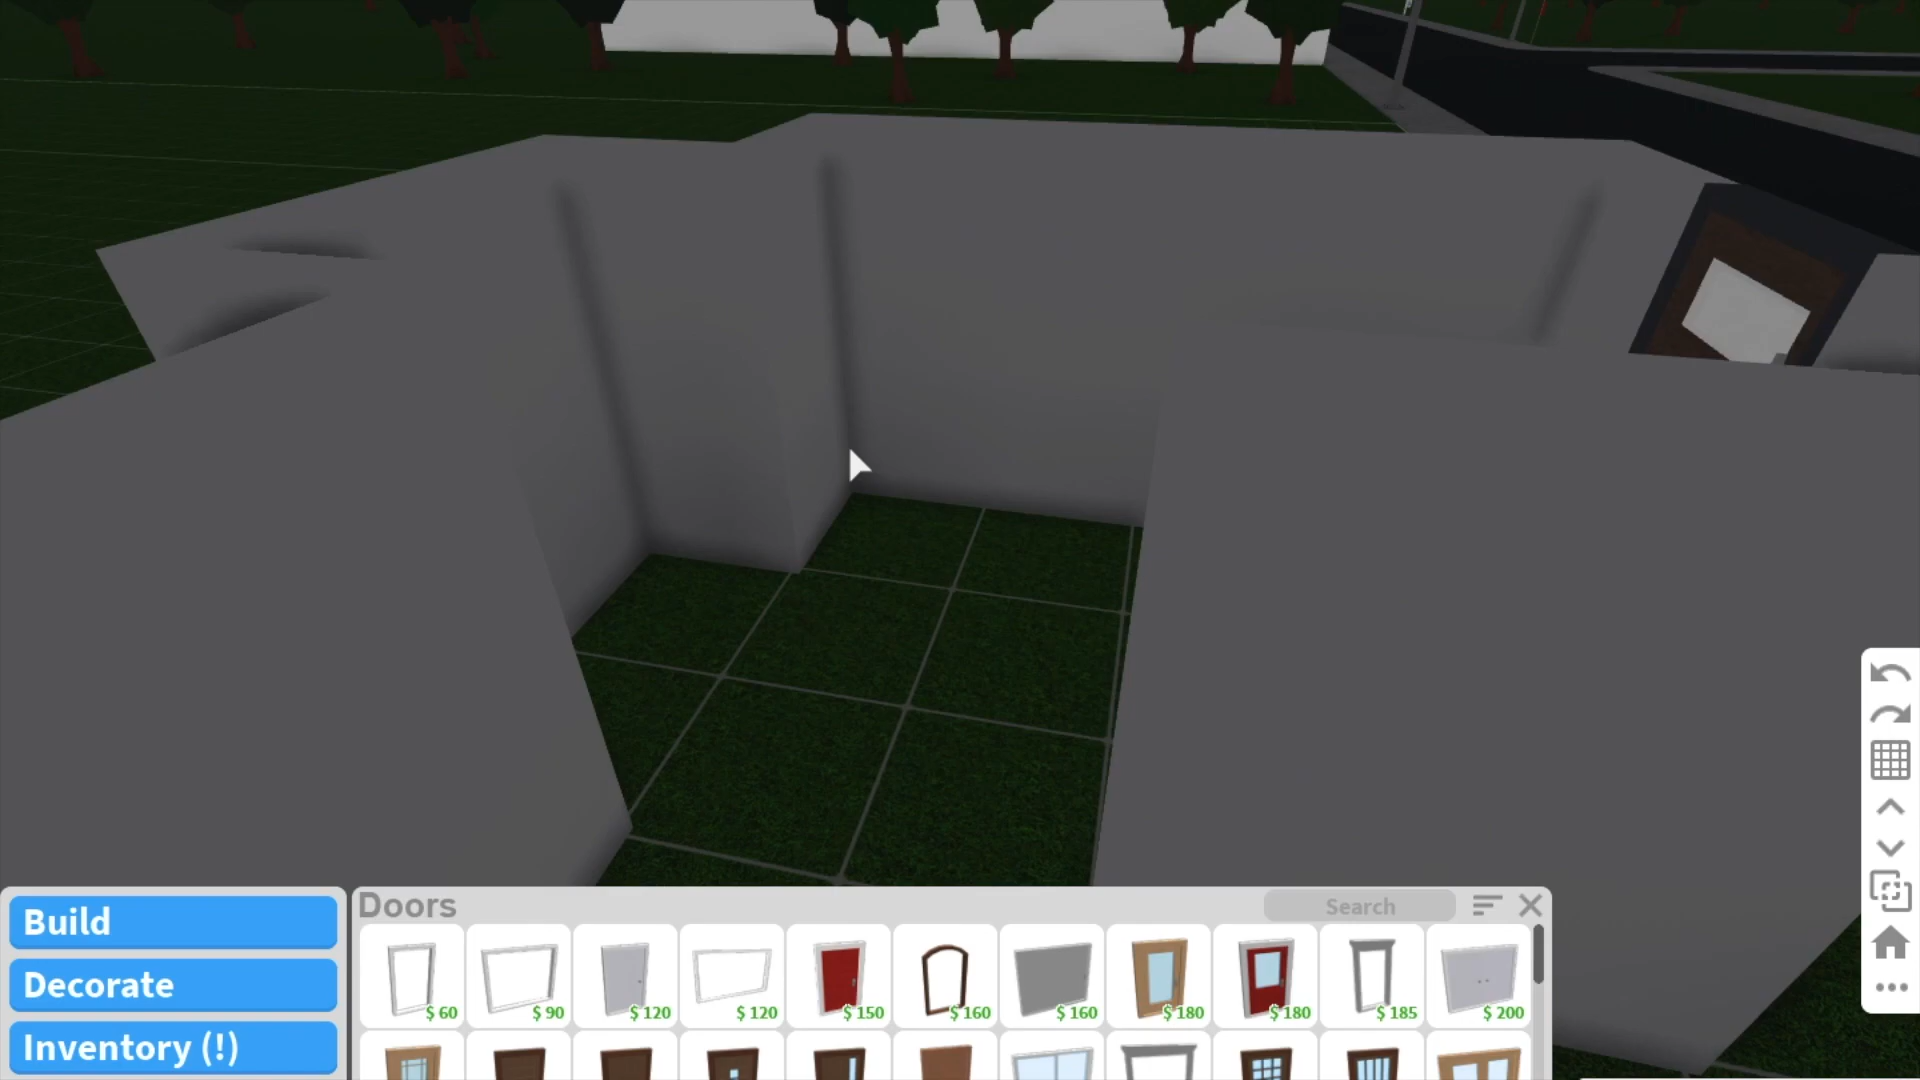 Doors
Search
Build
Decorate
Inventory (!)
$ 60
$ 90
$ 120
$ 120
$ 150
$ 160
$ 160
$ 180
$ 180
$ 185
$ 200